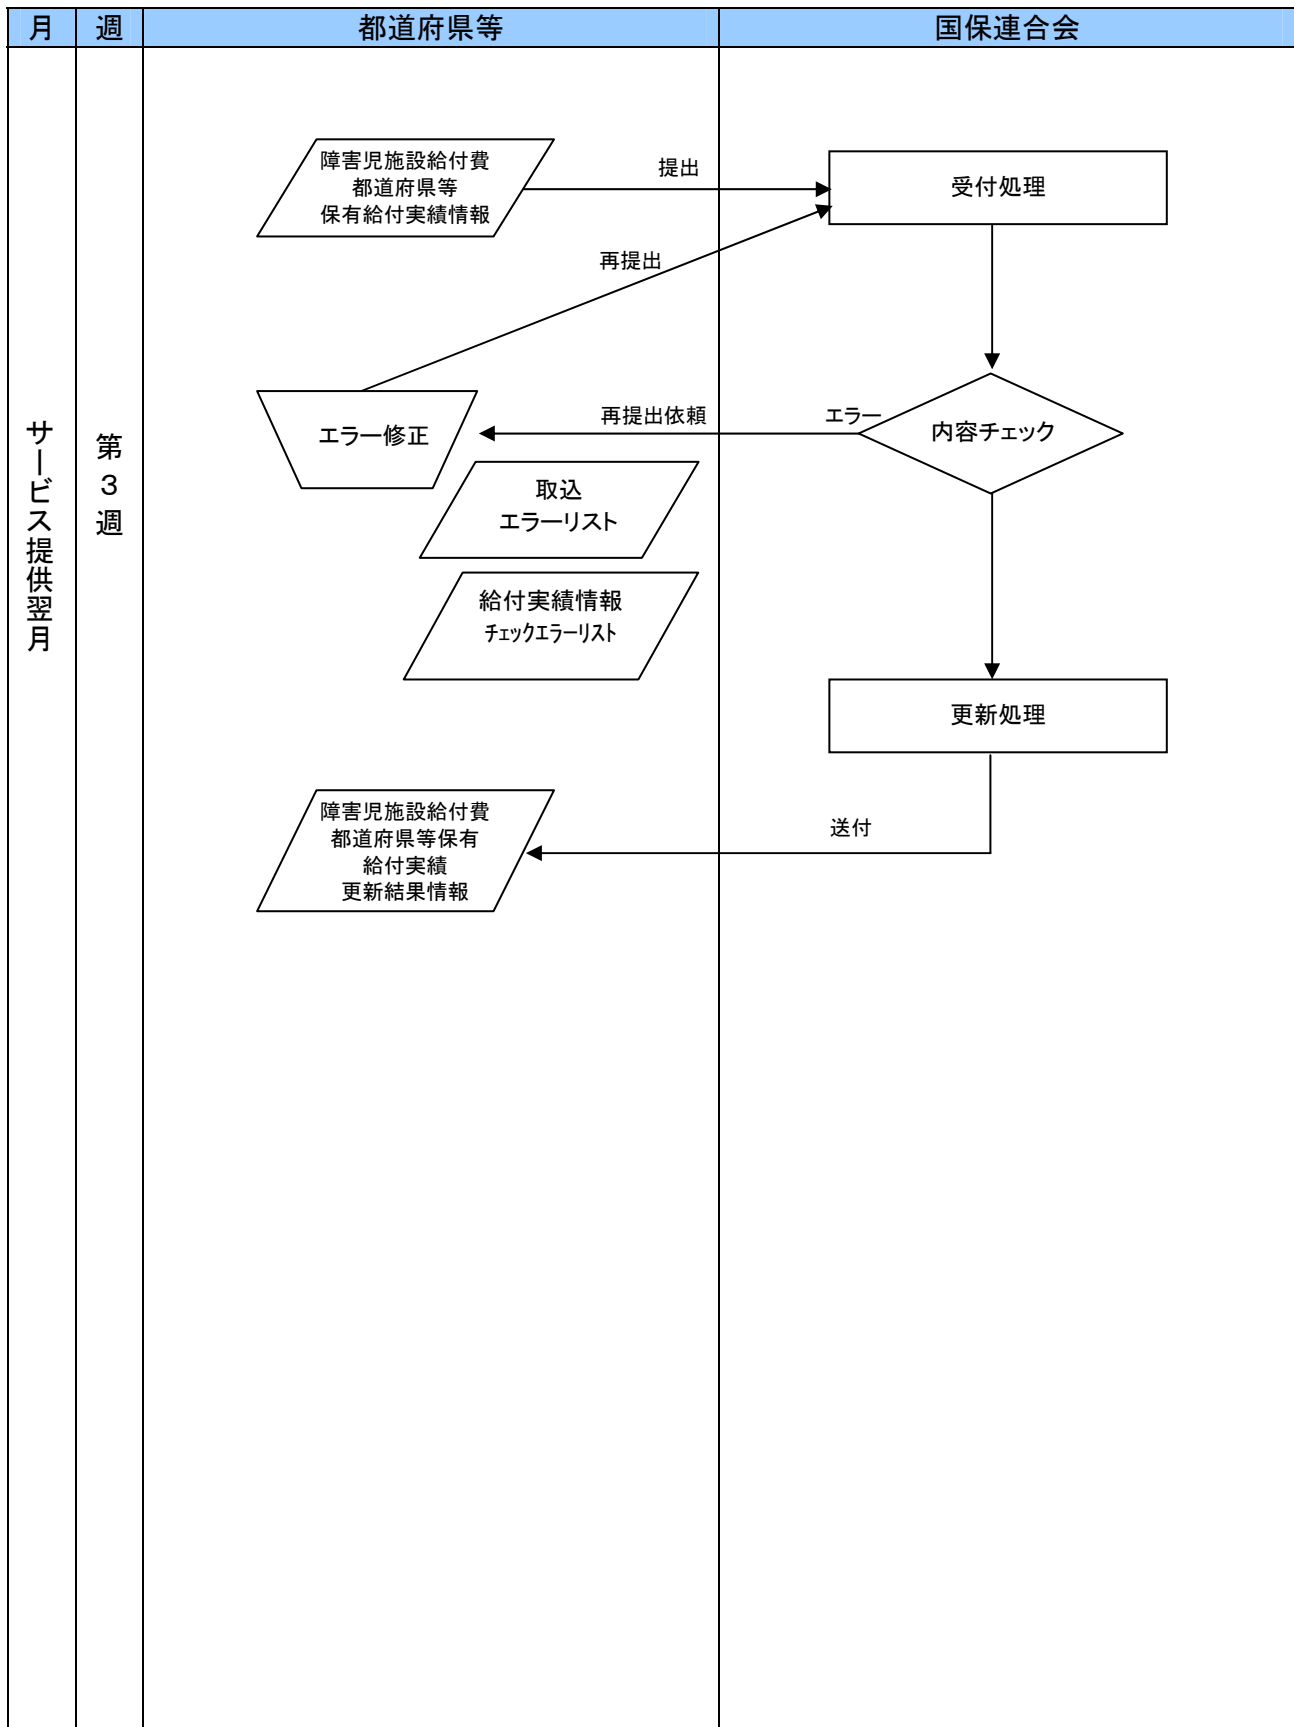 月 週 都道府県等 国保連合会
障害児施設給付費
都道府県等
保有給付実績情報
提出
受付処理
再提出
サービス提供翌月
第3週
エラー修正
再提出依頼
エラー
内容チェック
取込
エラーリスト
給付実績情報
ﾁｪｯｸｴﾗｰﾘｽﾄ
更新処理
障害児施設給付費
都道府県等保有
給付実績
更新結果情報
送付